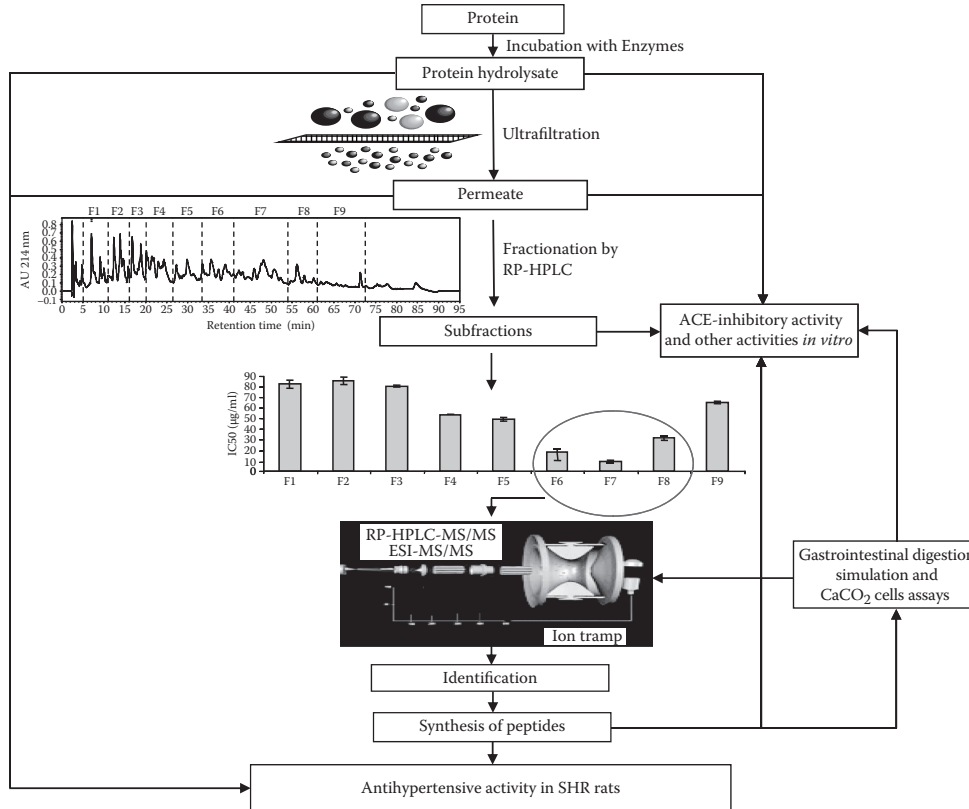 Protein
Incubation with Enzymes
Protein hydrolysate
Ultrafiltration
Permeate
F1 F2 F3 F4 F5 F6 F7 F8 F9
AU 214 nm
0.8
0.7
0.6
0.5
0.4
0.3
0.2
0.1
0.0
–0.1
0 5 10 15 20 25 30 35 40 45 50 55 60 65 70 75 80 85 90 95
Retention time (min)
Fractionation by
RP-HPLC
Subfractions
ACE-inhibitory activity
and other activities in vitro
IC50 (μg/ml)
90
80
70
60
50
40
30
20
10
0
F1 F2 F3 F4 F5 F6 F7 F8 F9
RP-HPLC-MS/MS
ESI-MS/MS
Ion tramp
Gastrointestinal digestion
simulation and
CaCO2 cells assays
Identification
Synthesis of peptides
Antihypertensive activity in SHR rats